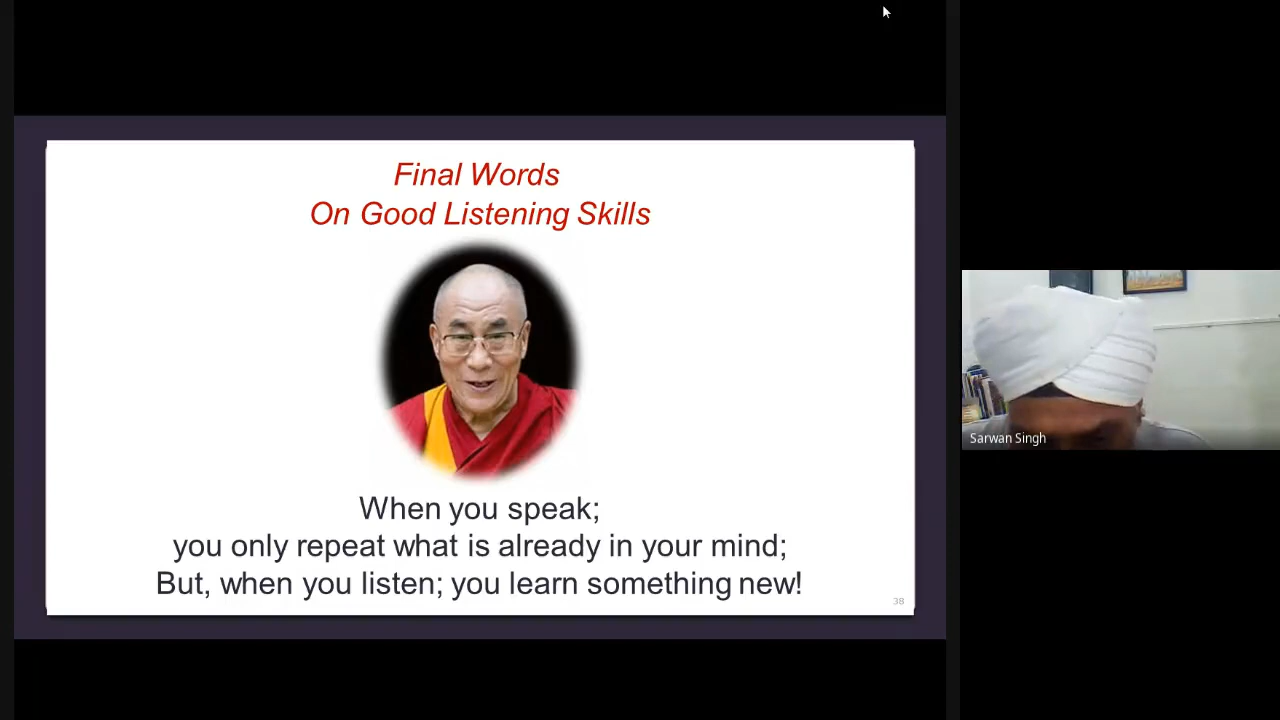 Final Words
On Good Listening Skills
When you speak;
you only repeat what is already in your mind;
But, when you listen; you learn something new!
38
Sarwan Singh